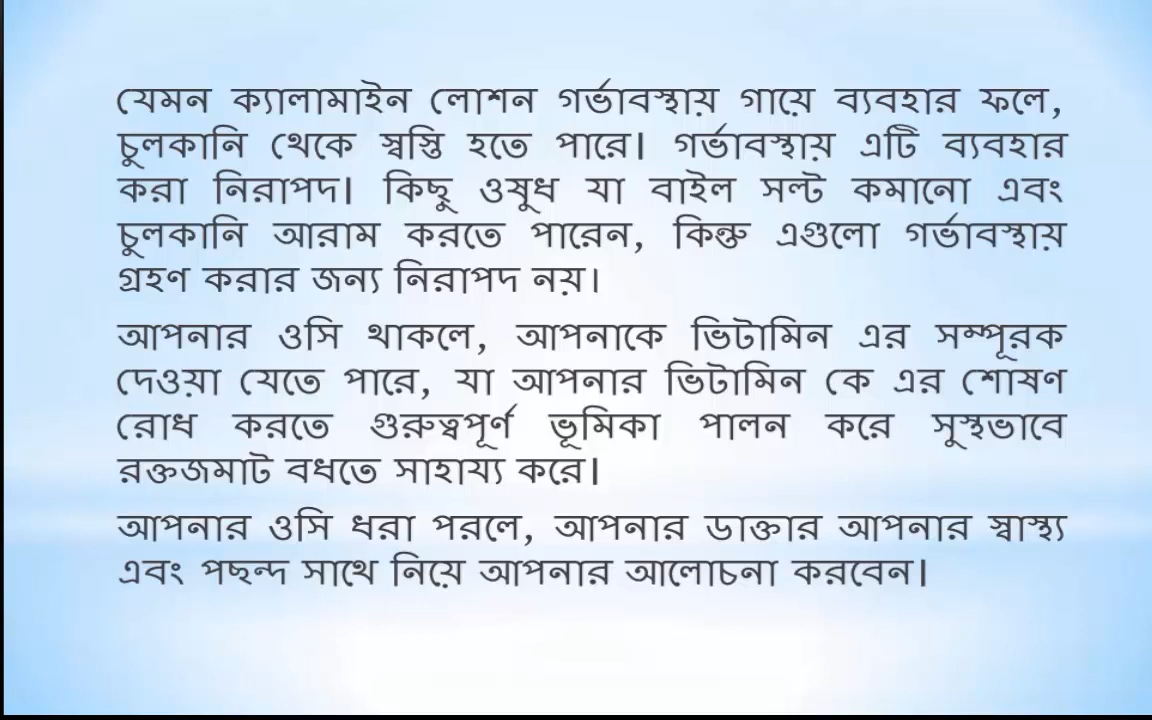 যেমন ক্যালামাইন লোশন গর্ভাবস্থায় গায়ে ব্যবহার ফলে,
চুলকানি থেকে স্বস্তি হতে পারে। গর্ভাবস্থায় এটি ব্যবহার
করা নিরাপদ। কিছু ওষুধ যা বাইল সল্ট কমানো এবং
চুলকানি আরাম করতে পারেন, কিন্তু এগুলো গর্ভাবস্থায়
গ্রহণ করার জন্য নিরাপদ নয়।
আপনার ওসি থাকলে, আপনাকে ভিটামিন এর সম্পূরক
দেওয়া যেতে পারে, যা আপনার ভিটামিন কে এর শোষণ
রোধ করতে গুরুত্বপূর্ণ ভূমিকা পালন করে সুস্থভাবে
রক্তজমাট বধতে সাহায্য করে।
আপনার ওসি ধরা পরলে, আপনার ডাক্তার আপনার স্বাস্থ্য
এবং পছন্দ সাথে নিয়ে আপনার আলোচনা করবেন।